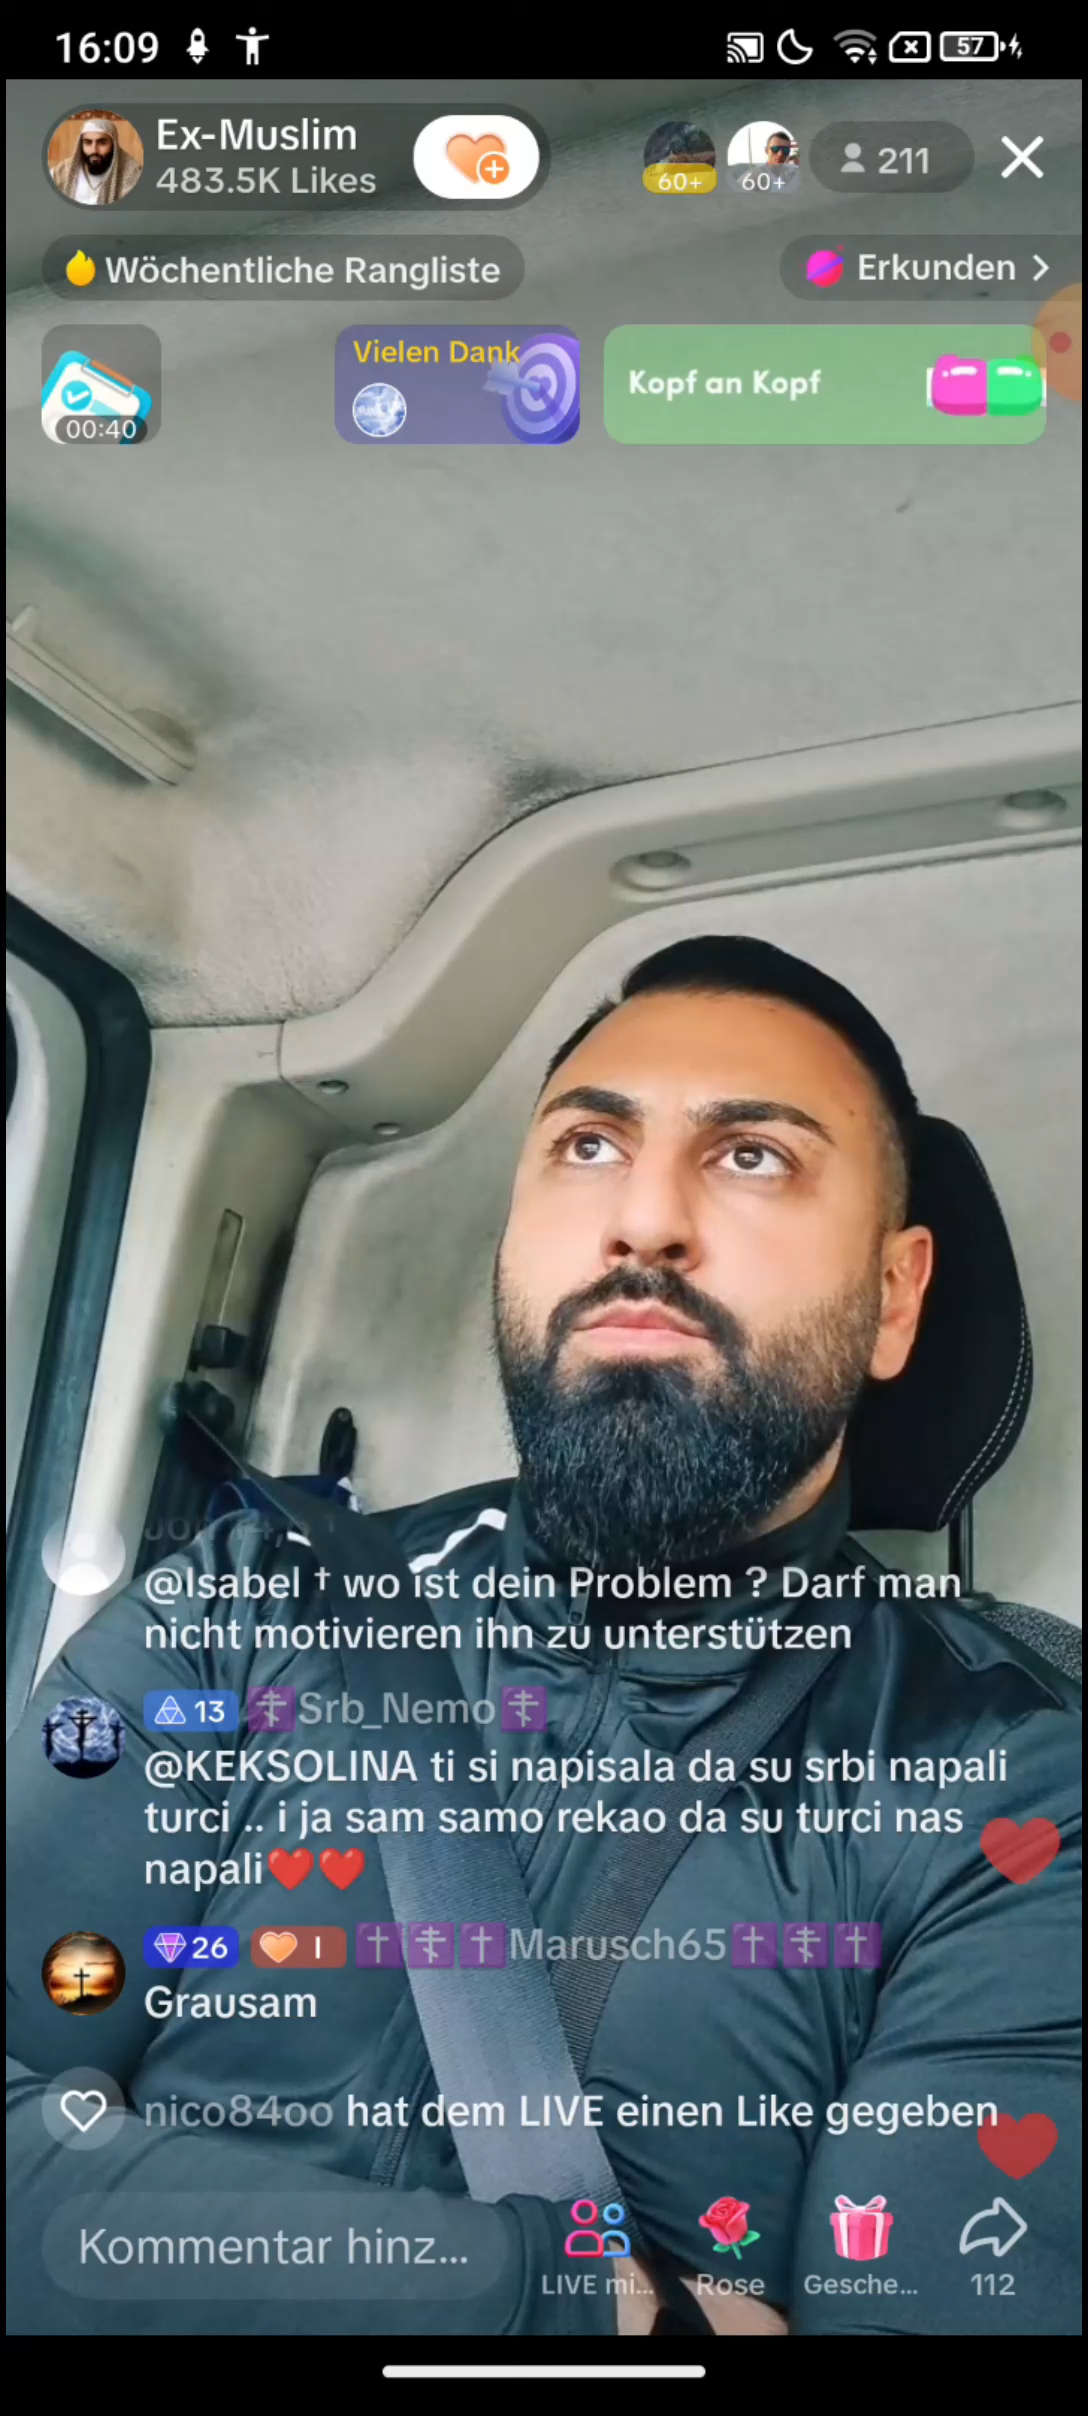 16:09
57
Ex-Muslim
483.5K Likes
60+
60+
211
Wöchentliche Rangliste
Erkunden
00:40
Vielen Dank
Kopf an Kopf
@Isabel † wo ist dein Problem ? Darf man
nicht motivieren ihn zu unterstützen
13 ☦Srb_Nemo☦
@KEKSOLINA ti si napisala da su srbi napali
turci .. i ja sam samo rekao da su turci nas
napali❤️❤️
26 I ✝️☦️✝️Marusch65✝️☦️✝️
Grausam
nico84oo hat dem LIVE einen Like gegeben
Kommentar hinz...
LIVE mi...
Rose
Gesche...
112